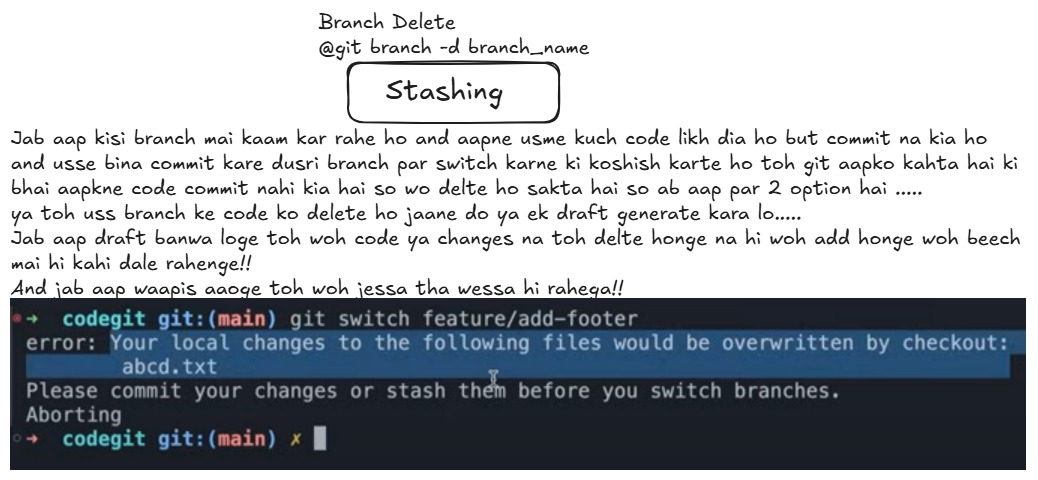 Branch Delete
@git branch -d branch_name
Stashing
Jab aap kisi branch mai kaam kar rahe ho and aapne usme kuch code likh dia ho but commit na kia ho
and usse bina commit kare dusri branch par switch karne ki koshish karte ho toh git aapko kahta hai ki
bhai aapkne code commit nahi kia hai so wo delte ho sakta hai so ab aap par 2 option hai .....
ya toh uss branch ke code ko delete ho jaane do ya ek draft generate kara lo.....
Jab aap draft banwa loge toh woh code ya changes na toh delte honge na hi woh add honge woh beech
mai hi kahi dale rahenge!!
And jab aap waapis aaoge toh woh jessa tha wessa hi rahega!!
➜ codegit git:(main) git switch feature/add-footer
error: Your local changes to the following files would be overwritten by checkout:
abcd.txt
Please commit your changes or stash them before you switch branches.
Aborting
➜ codegit git:(main) ✗